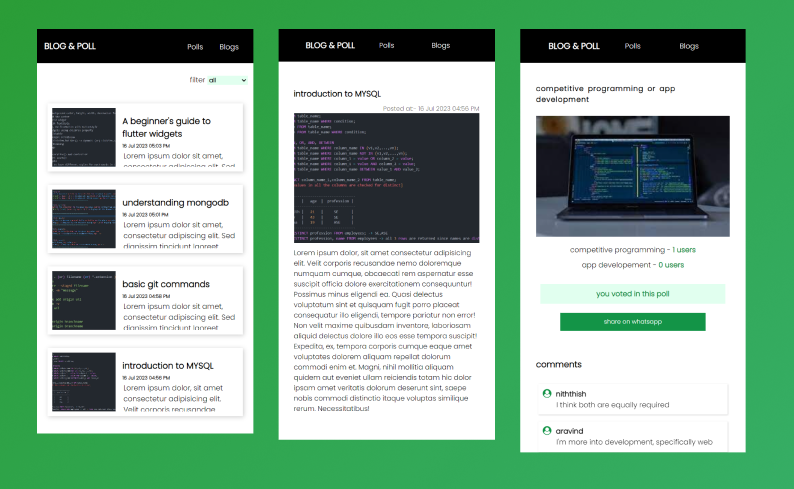 BLOG & POLL Polls Blogs
filter all
A beginner's guide to
flutter widgets
16 Jul 2023 05:03 PM
Lorem ipsum dolor sit amet,
consectetur adipisicing elit. Sed
understanding mongodb
16 Jul 2023 05:01 PM
Lorem ipsum dolor sit amet,
consectetur adipisicing elit. Sed
dignissim tincidunt laoreet
basic git commands
16 Jul 2023 04:58 PM
Lorem ipsum dolor sit amet,
consectetur adipisicing elit. Sed
dignissim tincidunt laoreet
introduction to MYSQL
16 Jul 2023 04:56 PM
Lorem ipsum dolor, sit amet
consectetur adipisicing elit.
Velit corporis recusandae
BLOG & POLL Polls Blogs
introduction to MYSQL
Posted at:- 16 Jul 2023 04:56 PM
Lorem ipsum dolor, sit amet consectetur adipisicing
elit. Velit corporis recusandae nemo doloremque
numquam cumque, obcaecati rem aspernatur esse
suscipit officia dolore exercitationem consequuntur!
Possimus minus eligendi ea. Quasi delectus
voluptatum sint et quisquam fugit porro placeat
consequatur illo eligendi, tempore pariatur non error!
Non velit maxime quibusdam inventore, laboriosam
aliquid delectus dolore illo eos esse tempora suscipit!
Expedita, ex, tempora corporis cumque eaque amet
voluptates dolorem aliquam repellat dolorum
commodi enim et. Magni, nihil mollitia aliquam
quidem aut eveniet ullam reiciendis totam hic dolor
ipsam amet veritatis dolorum deserunt sint, saepe
nobis commodi distinctio itaque voluptas similique
rerum. Necessitatibus!
BLOG & POLL Polls Blogs
competitive programming or app
development
competitive programming - 1 users
app developement - 0 users
you voted in this poll
share on whatsapp
comments
niththish
I think both are equally required
aravind
I'm more into development, specifically web